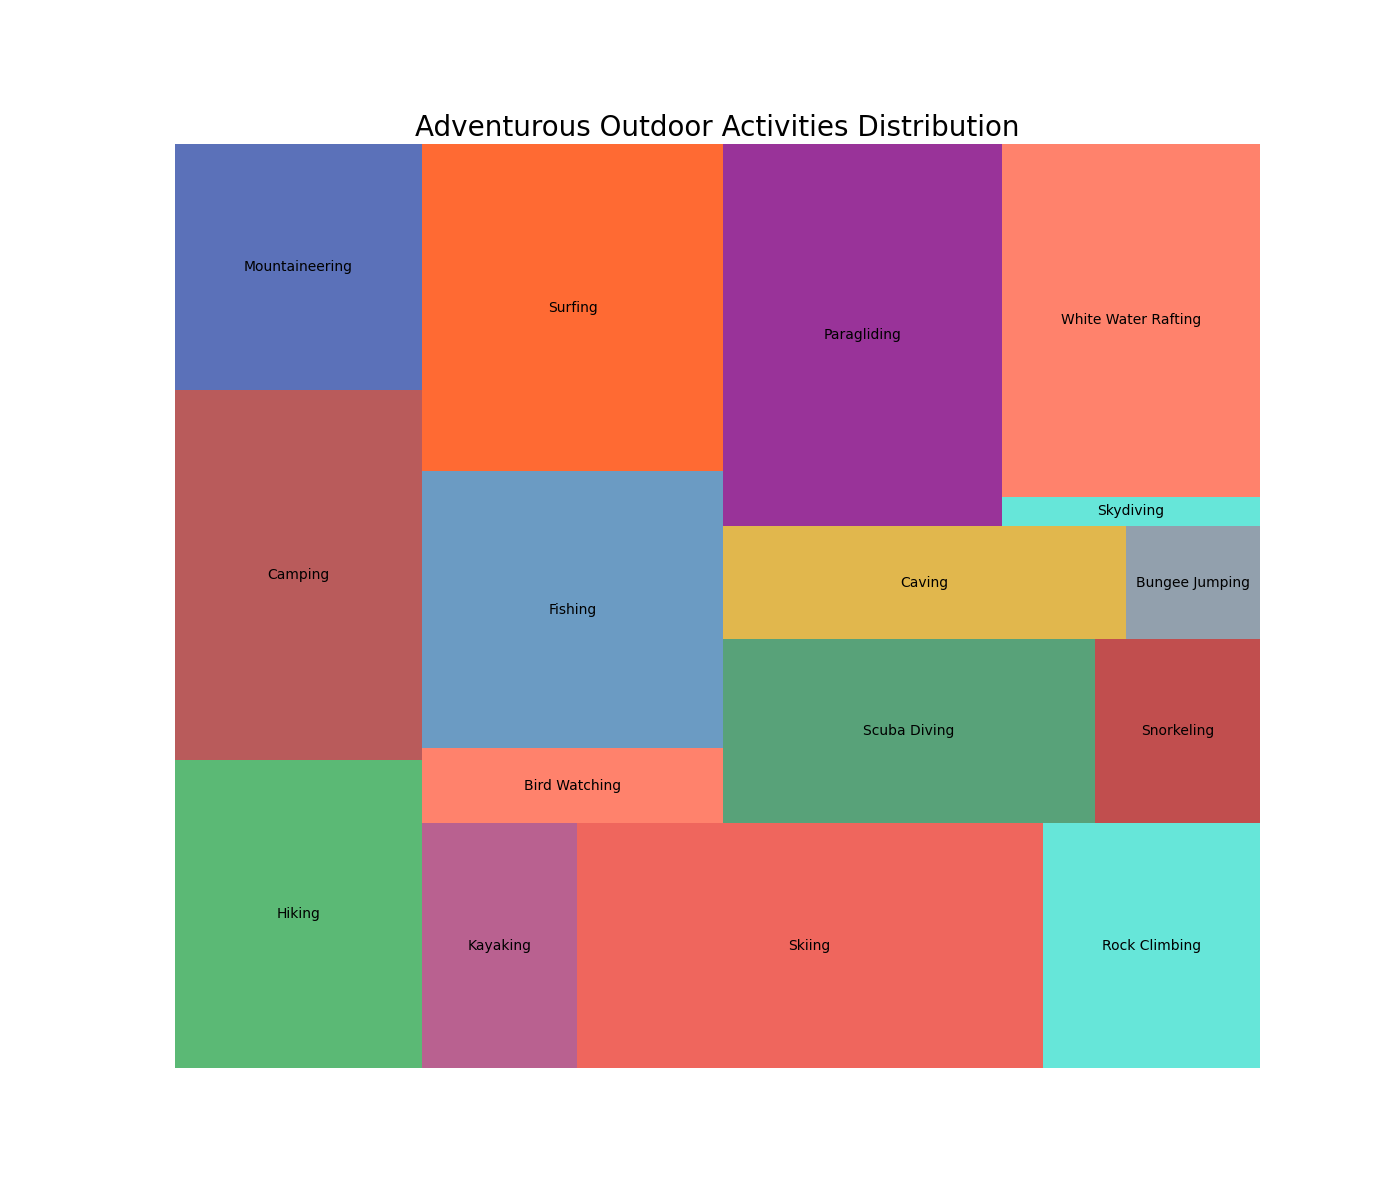 Adventurous Outdoor Activities Distribution
Mountaineering
Surfing
Paragliding
White Water Rafting
Skydiving
Camping
Fishing
Caving
Bungee Jumping
Scuba Diving
Snorkeling
Bird Watching
Hiking
Kayaking
Skiing
Rock Climbing